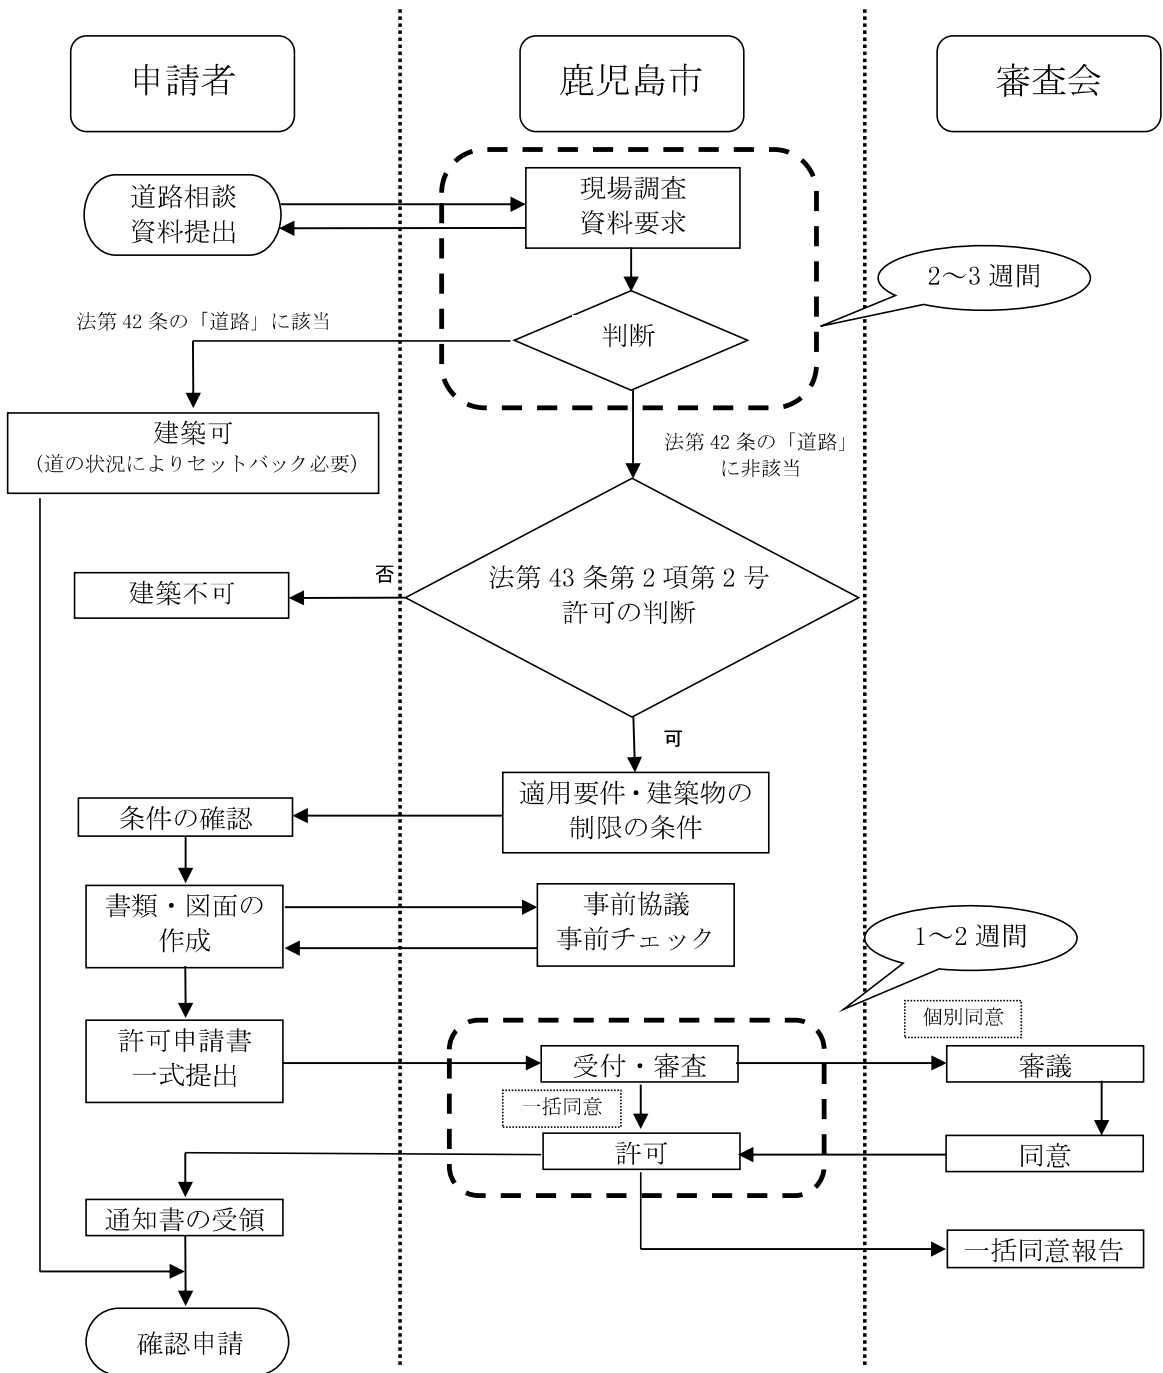 申請者
鹿児島市
審査会
道路相談
資料提出
現場調査
資料要求
2～3 週間
法第 42 条の「道路」に該当
判断
建築可
(道の状況によりセットバック必要)
法第 42 条の「道路」
に非該当
否
建築不可
法第 43 条第 2 項第 2 号
許可の判断
可
適用要件・建築物の
制限の条件
条件の確認
書類・図面の
作成
事前協議
事前チェック
1～2 週間
個別同意
許可申請書
一式提出
受付・審査
審議
一括同意
許可
同意
通知書の受領
一括同意報告
確認申請